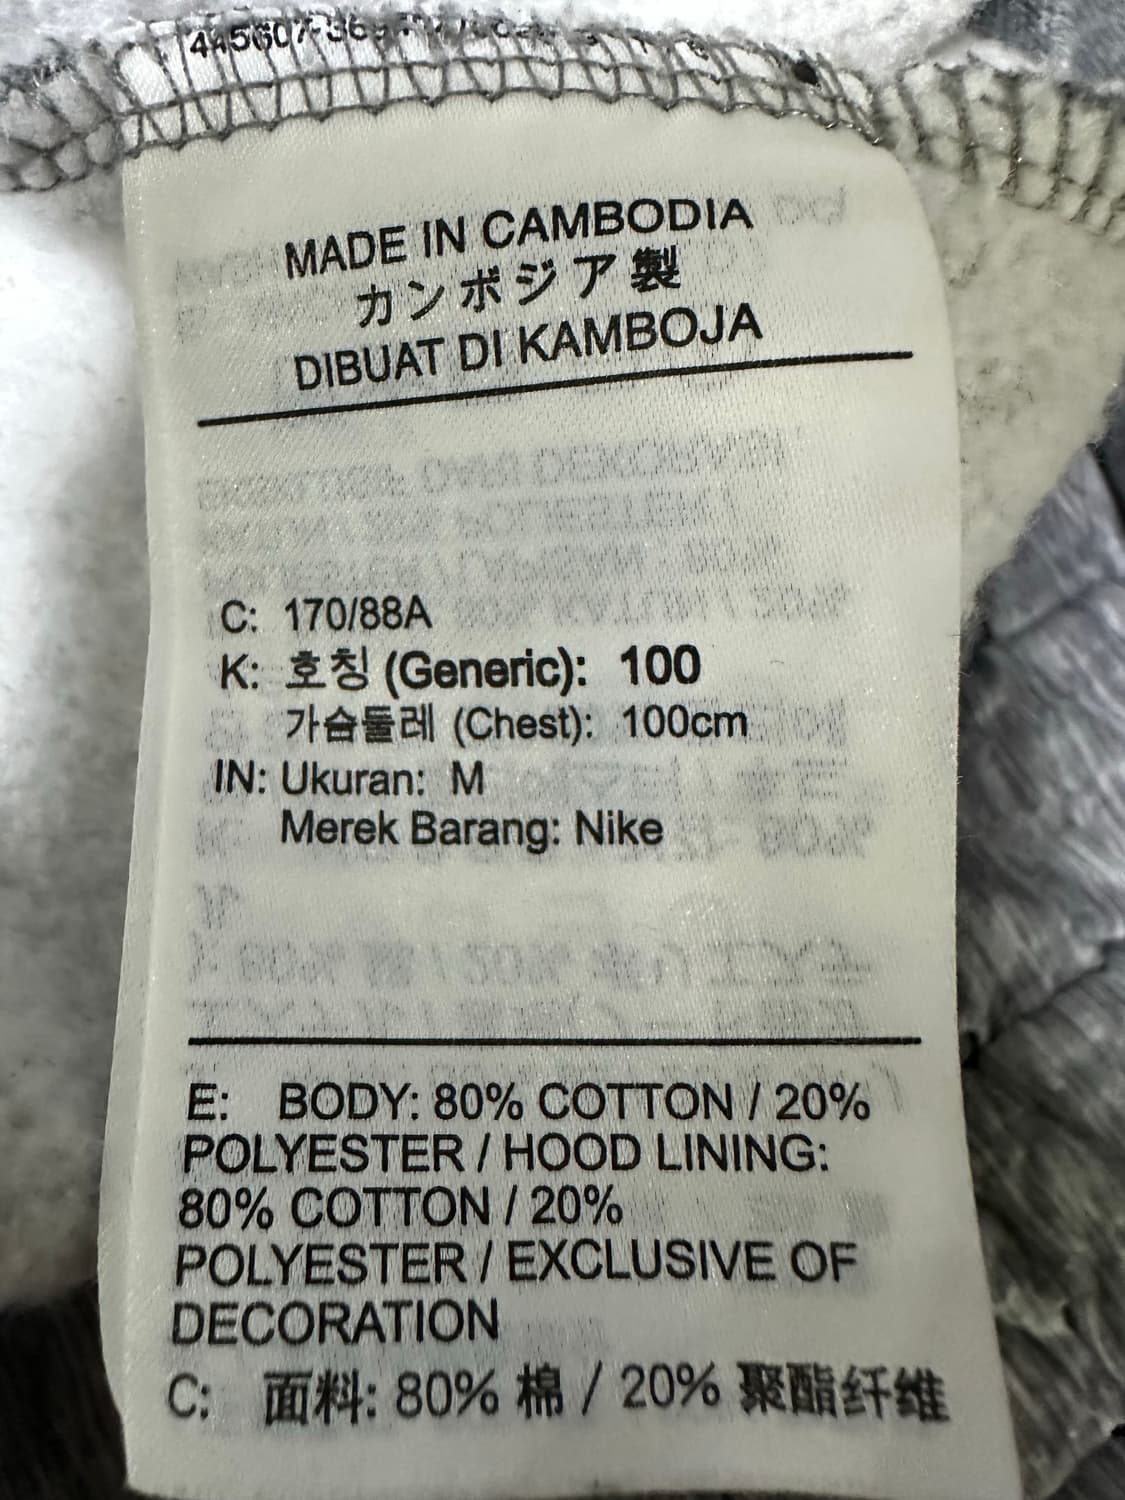 MADE IN CAMBODIA
カンボジア製
DIBUAT DI KAMBOJA
C: 170/88A
K: 호칭 (Generic): 100
가슴둘레 (Chest): 100cm
IN: Ukuran: M
Merek Barang: Nike
E: BODY: 80% COTTON / 20%
POLYESTER / HOOD LINING:
80% COTTON / 20%
POLYESTER / EXCLUSIVE OF
DECORATION
C: 面料: 80% 棉 / 20% 聚酯纤维